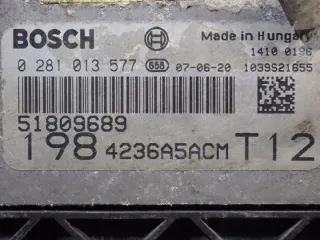 BOSCH Made in Hungary
1410 0196
0 281 013 577 658 07-06-20 1039S21655
51809689
198 4236A5ACM T12